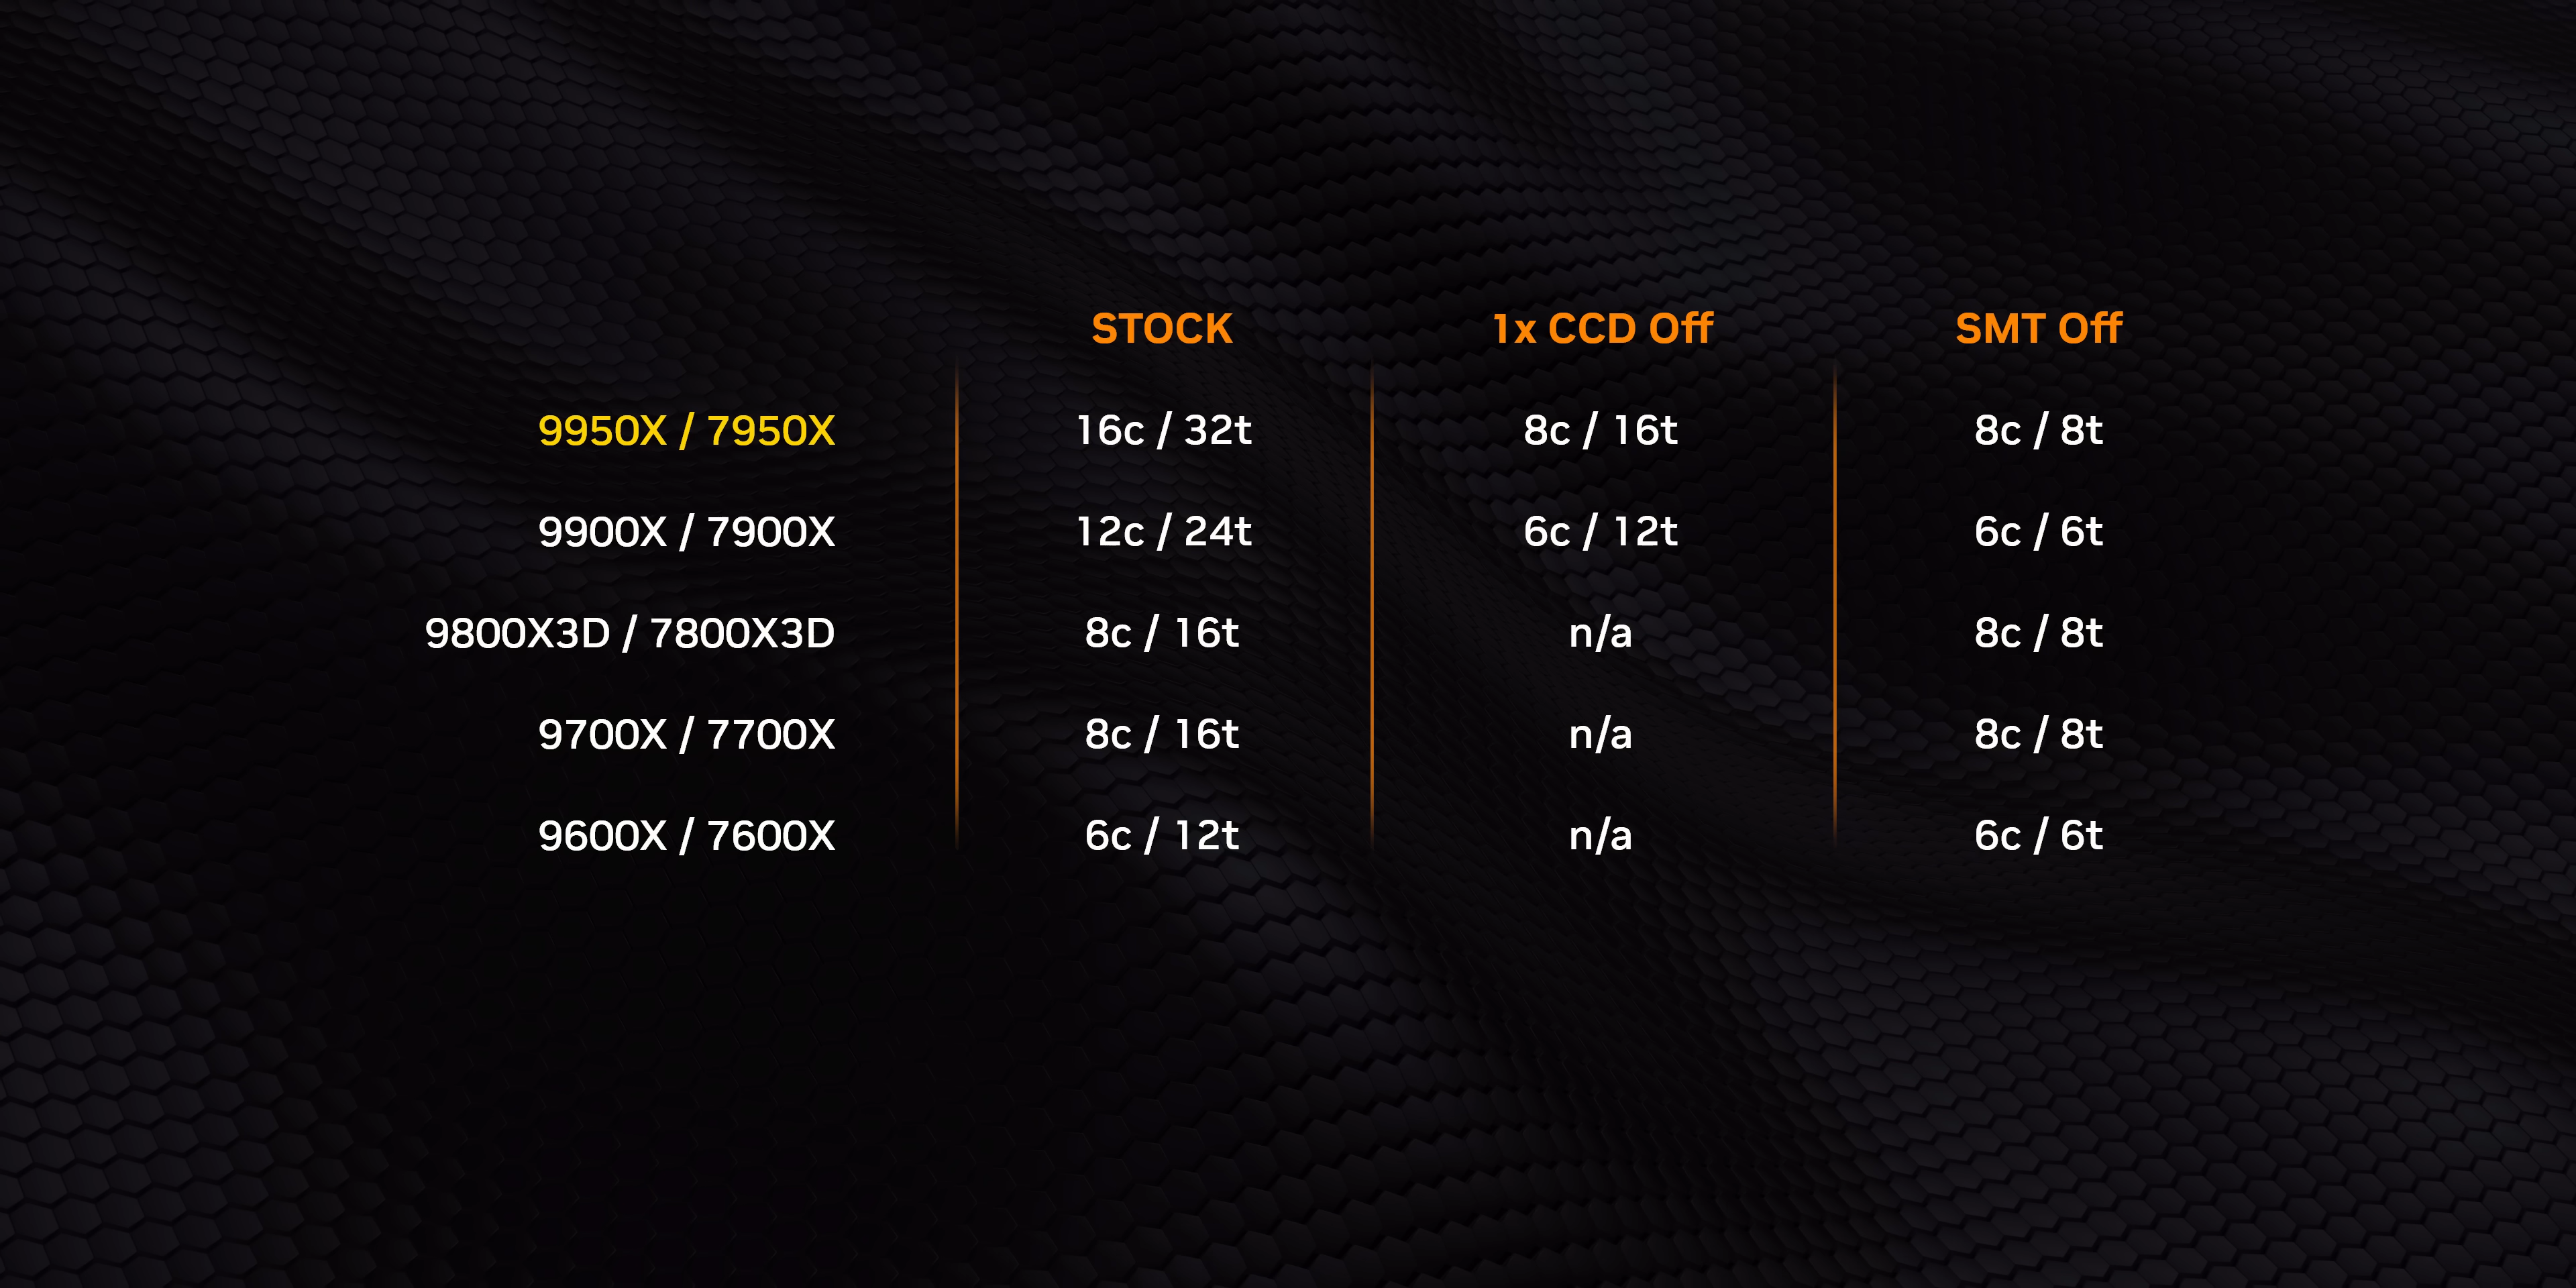 STOCK 1x CCD Off SMT Off
9950X / 7950X 16c / 32t 8c / 16t 8c / 8t
9900X / 7900X 12c / 24t 6c / 12t 6c / 6t
9800X3D / 7800X3D 8c / 16t n/a 8c / 8t
9700X / 7700X 8c / 16t n/a 8c / 8t
9600X / 7600X 6c / 12t n/a 6c / 6t